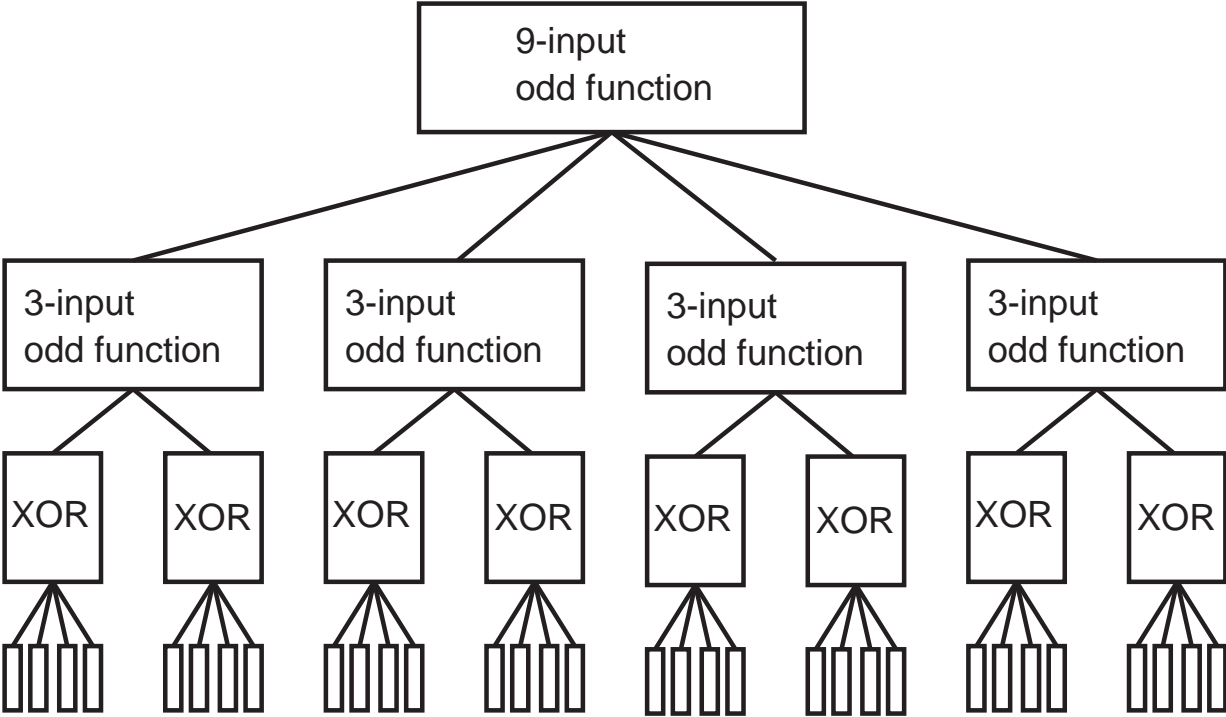 9-input
odd function
3-input
odd function
3-input
odd function
3-input
odd function
3-input
odd function
XOR
XOR
XOR
XOR
XOR
XOR
XOR
XOR